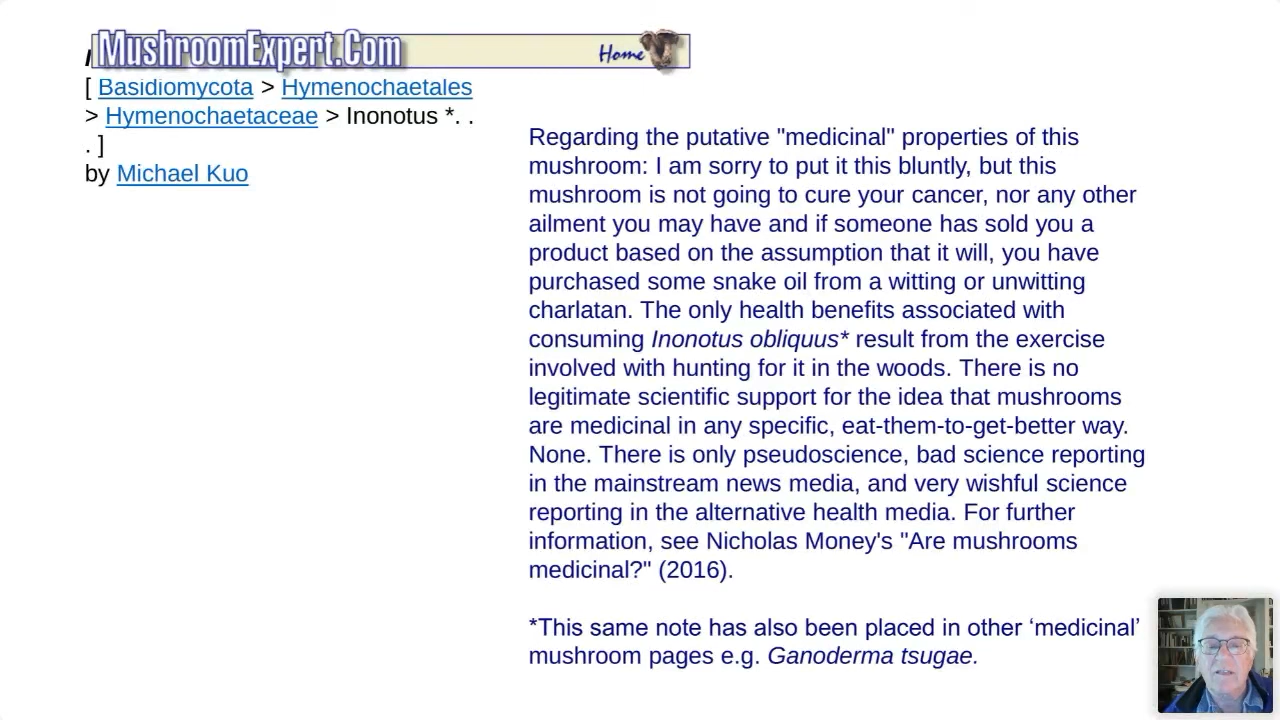 MushroomExpert.Com
Home
[ Basidiomycota > Hymenochaetales
> Hymenochaetaceae > Inonotus *. .
. ]
by Michael Kuo
Regarding the putative "medicinal" properties of this
mushroom: I am sorry to put it this bluntly, but this
mushroom is not going to cure your cancer, nor any other
ailment you may have and if someone has sold you a
product based on the assumption that it will, you have
purchased some snake oil from a witting or unwitting
charlatan. The only health benefits associated with
consuming Inonotus obliquus* result from the exercise
involved with hunting for it in the woods. There is no
legitimate scientific support for the idea that mushrooms
are medicinal in any specific, eat-them-to-get-better way.
None. There is only pseudoscience, bad science reporting
in the mainstream news media, and very wishful science
reporting in the alternative health media. For further
information, see Nicholas Money's "Are mushrooms
medicinal?" (2016).
*This same note has also been placed in other ‘medicinal’
mushroom pages e.g. Ganoderma tsugae.